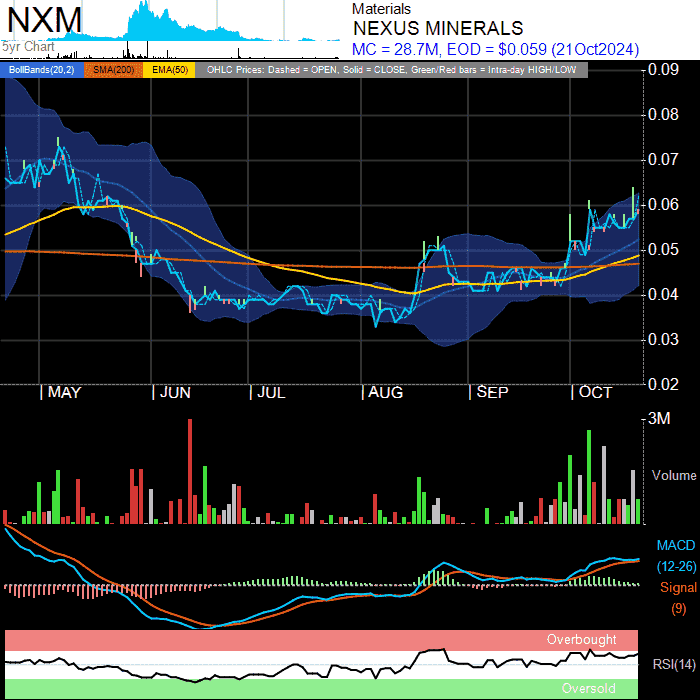 NXM
5yr Chart
Materials
NEXUS MINERALS
MC = 28.7M, EOD = $0.059 (21Oct2024)
BollBands(20,2) SMA(200) EMA(50) OHLC Prices: Dashed = OPEN, Solid = CLOSE, Green/Red bars = Intra-day HIGH/LOW
0.09
0.08
0.07
0.06
0.05
0.04
0.03
0.02
| MAY | JUN | JUL | AUG | SEP | OCT
3M
Volume
MACD
(12-26)
Signal
(9)
Overbought
RSI(14)
Oversold